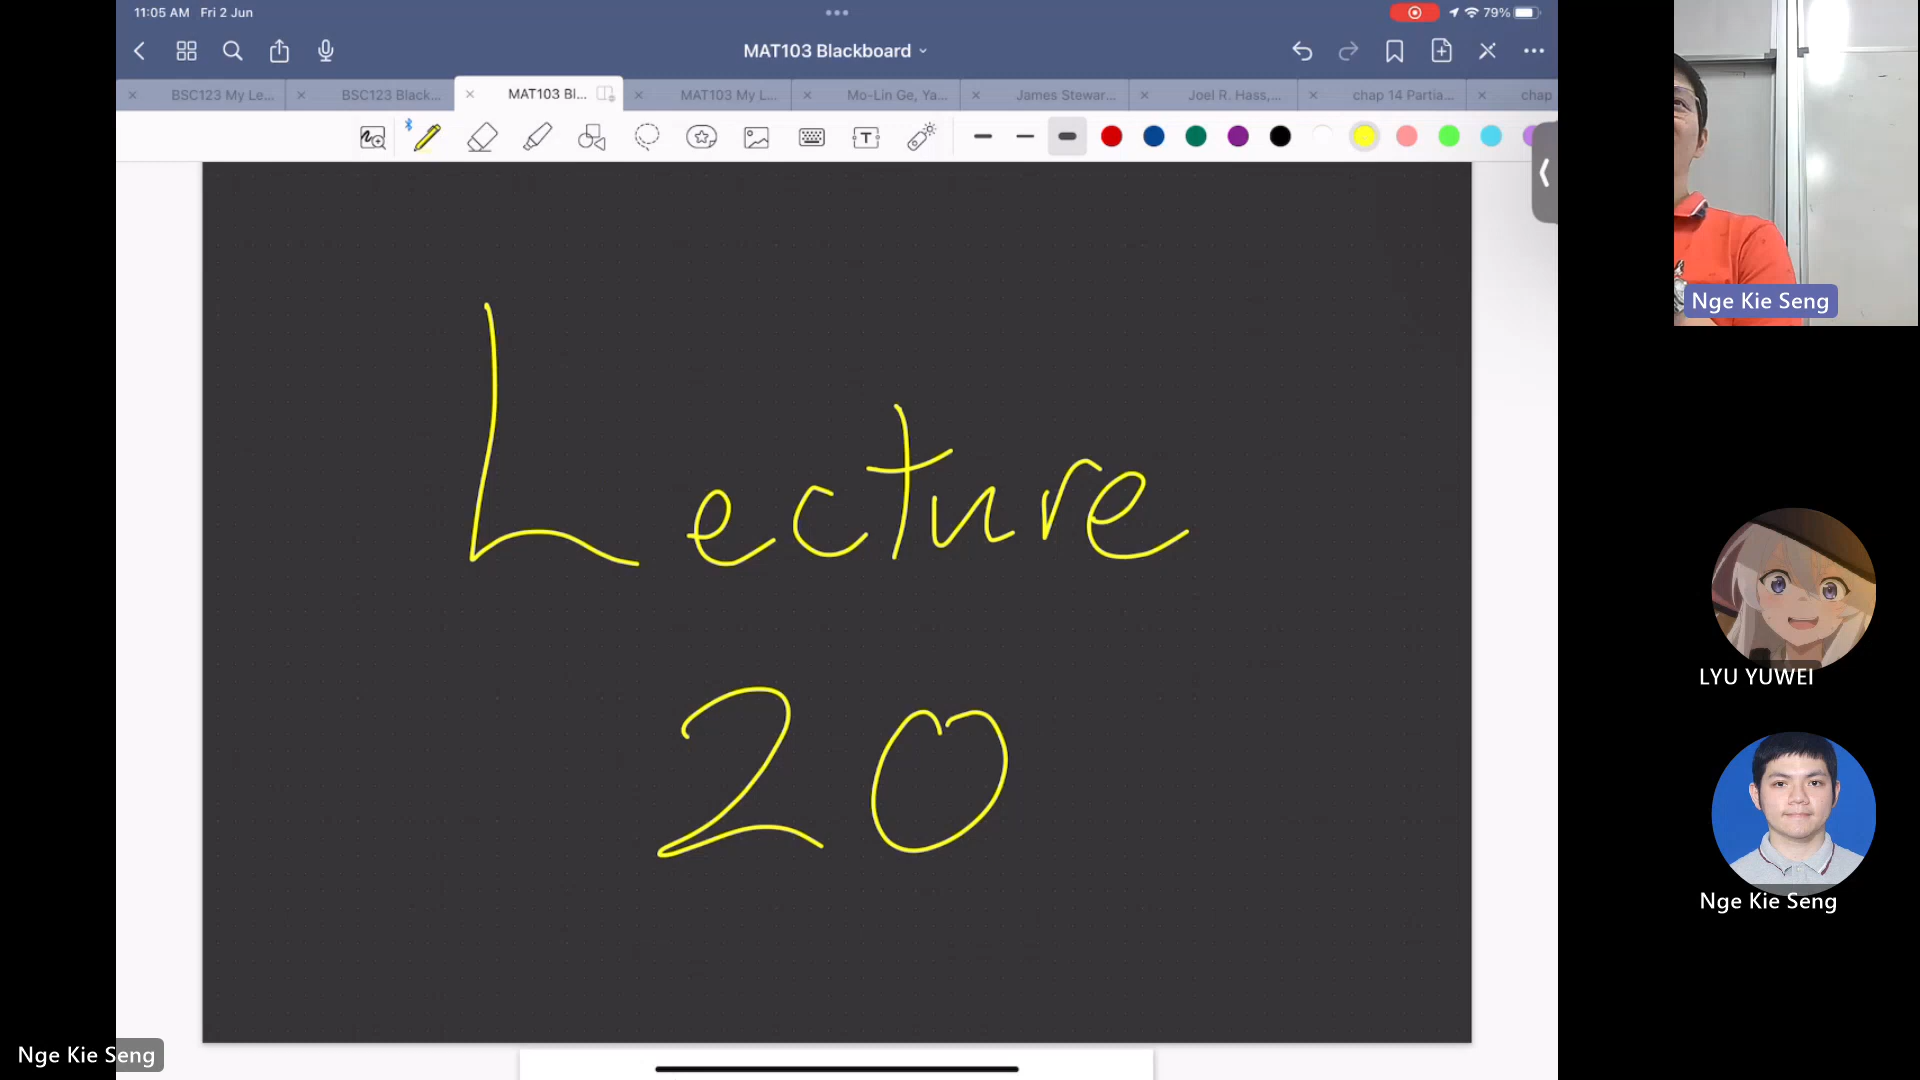 11:05 AM Fri 2 Jun
79%
MAT103 Blackboard
BSC123 My Le...
BSC123 Black...
MAT103 Bl...
MAT103 My L...
Mo-Lin Ge, Ya...
James Stewar...
Joel R. Hass,...
chap 14 Partia...
chap
T
Lecture
20
Nge Kie Seng
LYU YUWEI
Nge Kie Seng
Nge Kie Seng